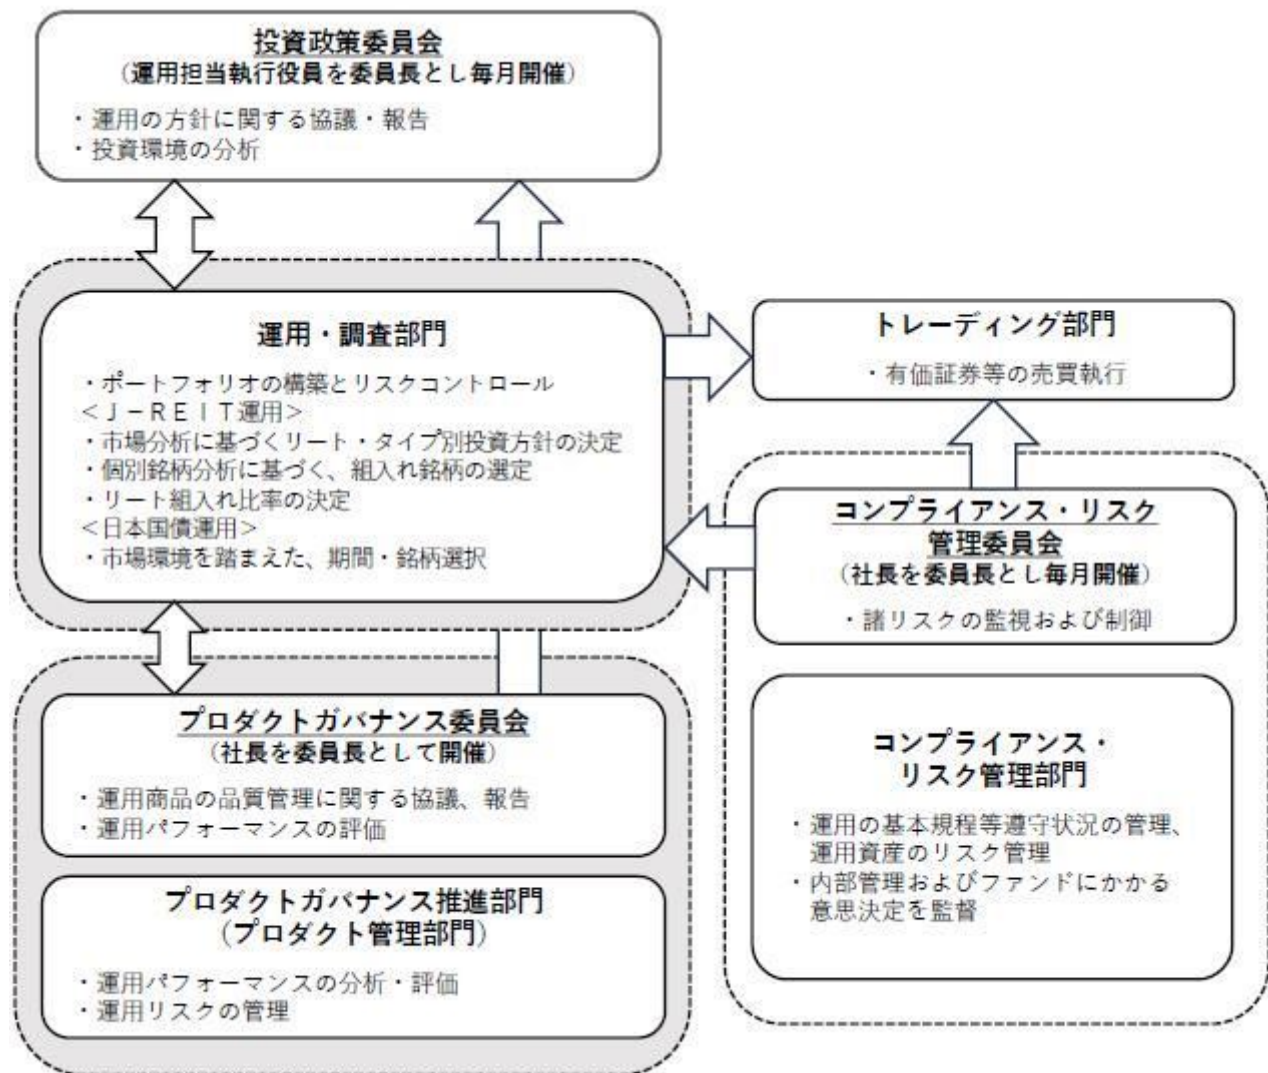 投資政策委員会
（運用担当執行役員を委員長とし毎月開催）
・運用の方針に関する協議・報告
・投資環境の分析
運用・調査部門
・ポートフォリオの構築とリスクコントロール
＜Ｊ－ＲＥＩＴ運用＞
・市場分析に基づくリート・タイプ別投資方針の決定
・個別銘柄分析に基づく、組入れ銘柄の選定
・リート組入れ比率の決定
＜日本国債運用＞
・市場環境を踏まえた、期間・銘柄選択
トレーディング部門
・有価証券等の売買執行
コンプライアンス・リスク
管理委員会
（社長を委員長とし毎月開催）
・諸リスクの監視および制御
プロダクトガバナンス委員会
（社長を委員長として開催）
・運用商品の品質管理に関する協議、報告
・運用パフォーマンスの評価
プロダクトガバナンス推進部門
（プロダクト管理部門）
・運用パフォーマンスの分析・評価
・運用リスクの管理
コンプライアンス・
リスク管理部門
・運用の基本規程等遵守状況の管理、
運用資産のリスク管理
・内部管理およびファンドにかかる
意思決定を監督